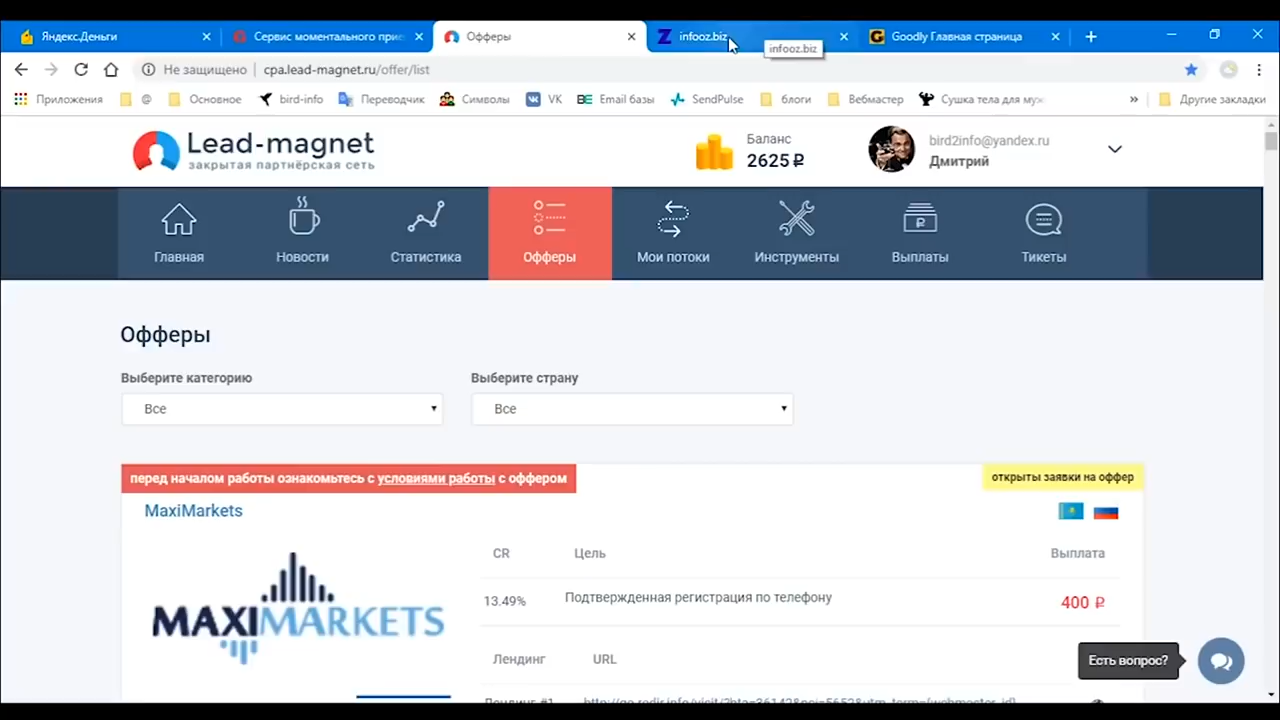 Яндекс.Деньги
Сервис моментального прие
Офферы
infooz.biz
Goodly Главная страница
infooz.biz
Не защищено
cpa.lead-magnet.ru/offer/list
Приложения
@
Основное
bird-info
Переводчик
Символы
VK
Email базы
SendPulse
блоги
Вебмастер
Сушка тела для муж
»
Другие закладки
Lead-magnet
закрытая партнёрская сеть
Баланс
2625 ₽
bird2info@yandex.ru
Дмитрий
Главная
Новости
Статистика
Офферы
Мои потоки
Инструменты
Выплаты
Тикеты
Офферы
Выберите категорию
Выберите страну
Все
Все
перед началом работы ознакомьтесь с условиями работы с оффером
открыты заявки на оффер
MaxiMarkets
CR
Цель
Выплата
MAXIMARKETS
13.49%
Подтвержденная регистрация по телефону
400 ₽
Лендинг
URL
Есть вопрос?
Лендинг #1